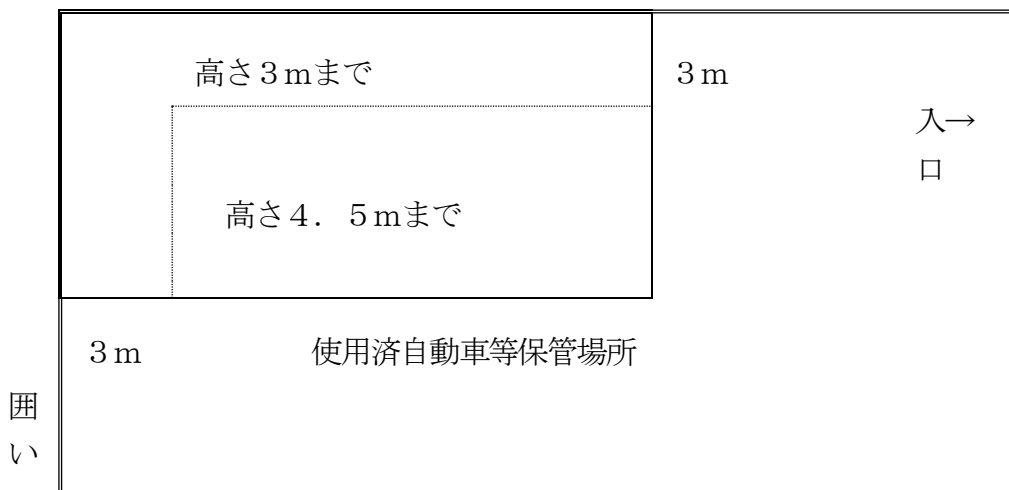 高さ３ｍまで
３ｍ
入→
口
高さ４．５ｍまで
３ｍ
使用済自動車等保管場所
囲
い